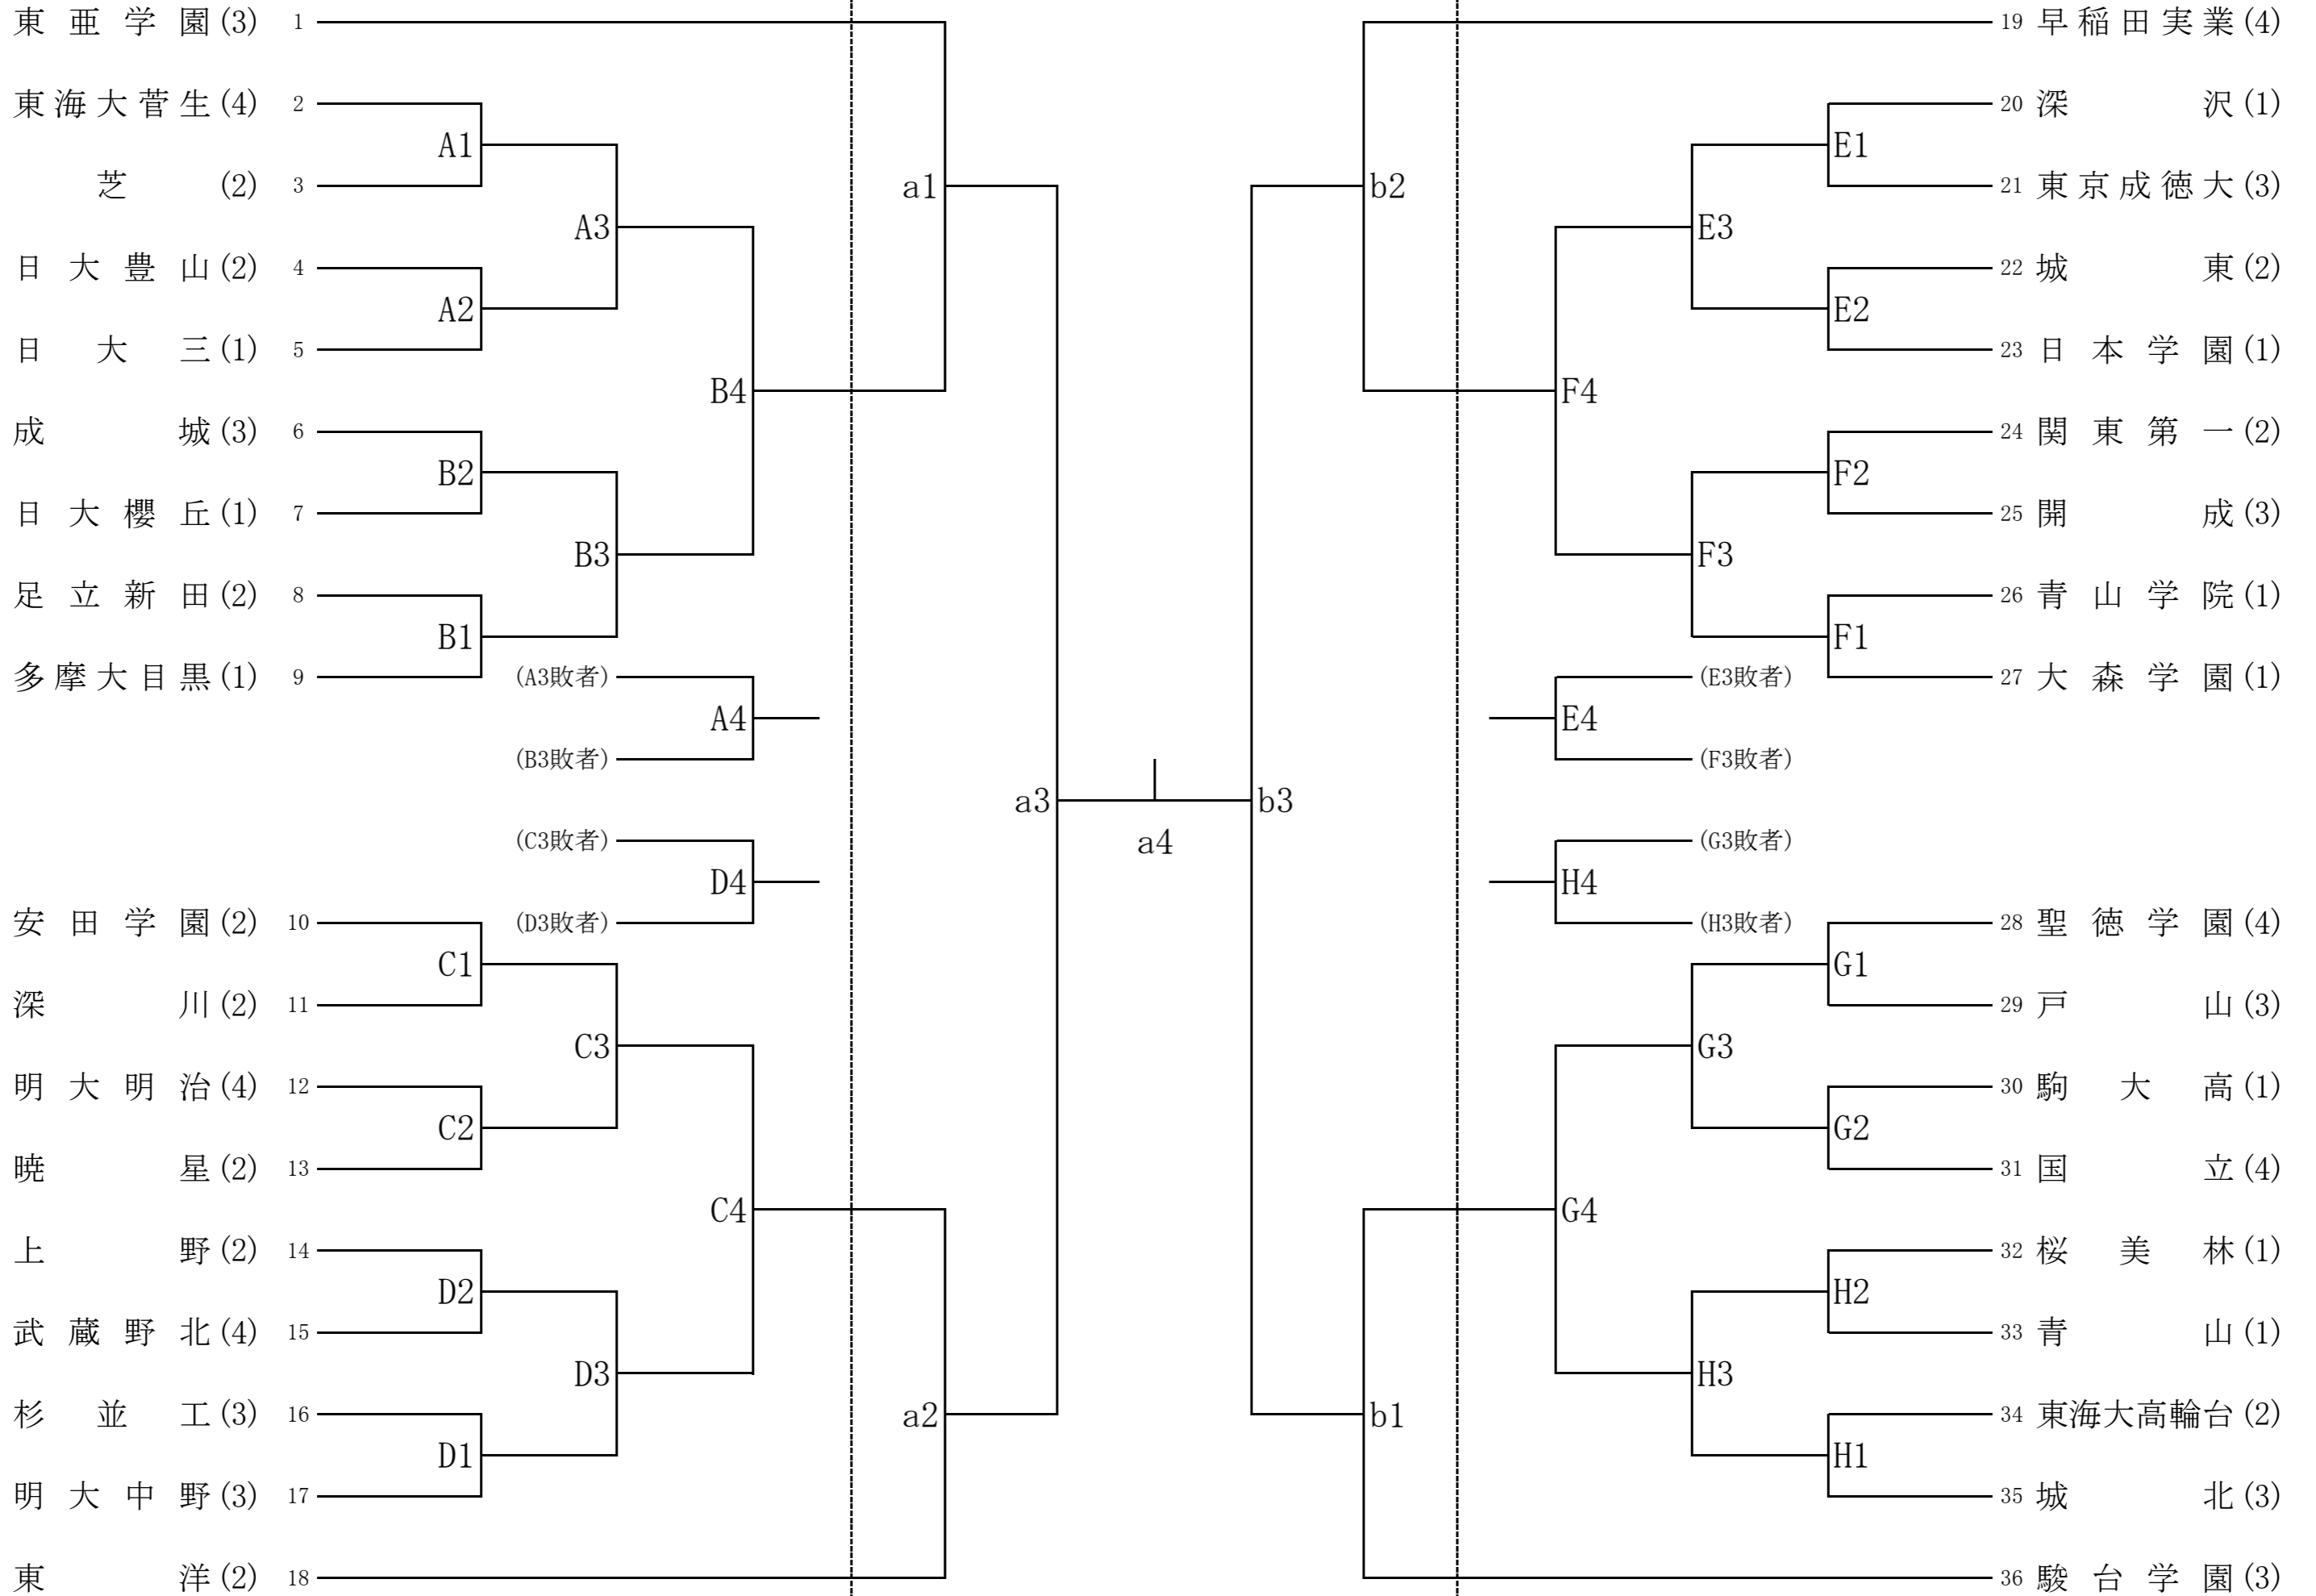 東亜学園(3) 1
東海大菅生(4) 2
A1
芝(2) 3
A3
日大豊山(2) 4
A2
日大三(1) 5
B4
成城(3) 6
B2
日大櫻丘(1) 7
B3
足立新田(2) 8
B1
多摩大目黒(1) 9
(A3敗者)
A4
(B3敗者)
(C3敗者)
D4
(D3敗者)
安田学園(2) 10
C1
深川(2) 11
C3
明大明治(4) 12
C2
暁星(2) 13
C4
上野(2) 14
D2
武蔵野北(4) 15
D3
杉並工(3) 16
D1
明大中野(3) 17
東洋(2) 18
a1
a2
a3
a4
b3
b2
b1
19 早稲田実業(4)
20 深沢(1)
E1
21 東京成徳大(3)
E3
22 城東(2)
E2
23 日本学園(1)
F4
24 関東第一(2)
F2
25 開成(3)
F3
26 青山学院(1)
F1
27 大森学園(1)
(E3敗者)
E4
(F3敗者)
(G3敗者)
H4
(H3敗者)
28 聖徳学園(4)
G1
29 戸山(3)
G3
30 駒大高(1)
G2
31 国立(4)
G4
32 桜美林(1)
H2
33 青山(1)
H3
34 東海大高輪台(2)
H1
35 城北(3)
36 駿台学園(3)